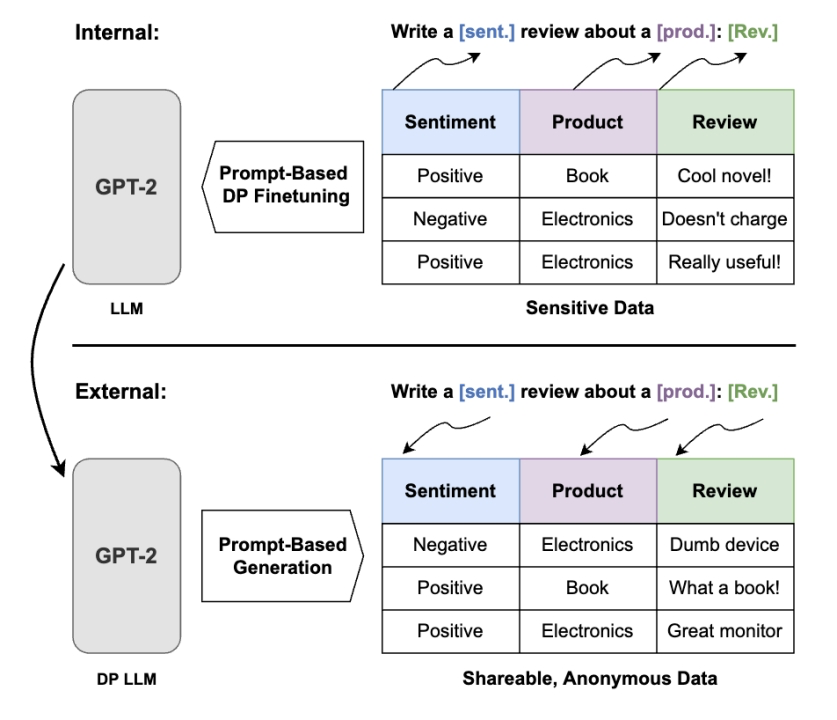 Internal:
Write a [sent.] review about a [prod.]: [Rev.]
GPT-2
LLM
Prompt-Based
DP Finetuning
Sentiment Product Review
Positive Book Cool novel!
Negative Electronics Doesn't charge
Positive Electronics Really useful!
Sensitive Data
External:
Write a [sent.] review about a [prod.]: [Rev.]
GPT-2
DP LLM
Prompt-Based
Generation
Sentiment Product Review
Negative Electronics Dumb device
Positive Book What a book!
Positive Electronics Great monitor
Shareable, Anonymous Data